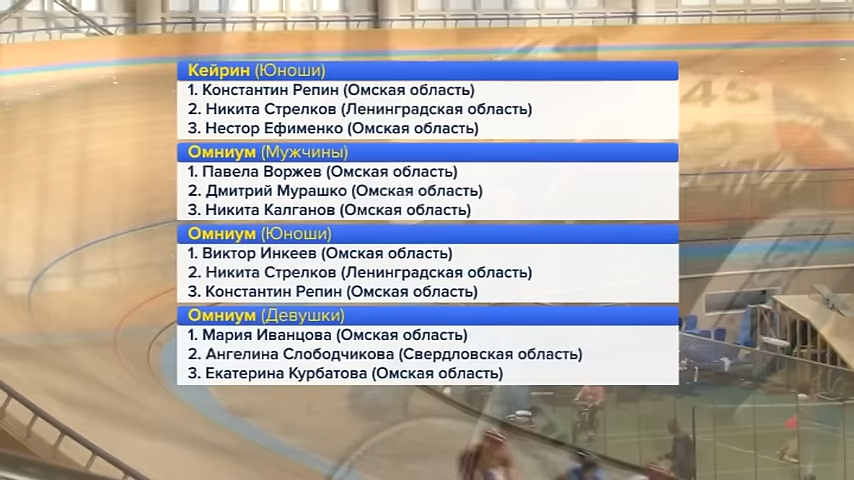 Кейрин (Юноши)
1. Константин Репин (Омская область)
2. Никита Стрелков (Ленинградская область)
3. Нестор Ефименко (Омская область)
Омниум (Мужчины)
1. Павела Воржев (Омская область)
2. Дмитрий Мурашко (Омская область)
3. Никита Калганов (Омская область)
Омниум (Юноши)
1. Виктор Инкеев (Омская область)
2. Никита Стрелков (Ленинградская область)
3. Константин Репин (Омская область)
Омниум (Девушки)
1. Мария Иванцова (Омская область)
2. Ангелина Слободчикова (Свердловская область)
3. Екатерина Курбатова (Омская область)
45